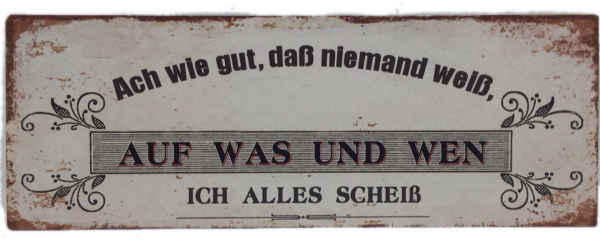 Ach wie gut, daß niemand weiß,
AUF WAS UND WEN
ICH ALLES SCHEIß